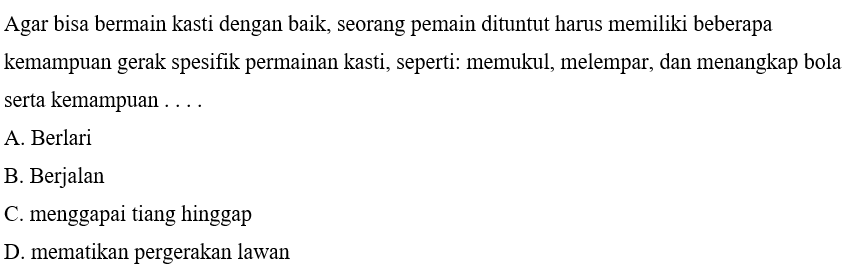 Agar bisa bermain kasti dengan baik, seorang pemain dituntut harus memiliki beberapa
kemampuan gerak spesifik permainan kasti, seperti: memukul, melempar, dan menangkap bola
serta kemampuan . . . .
A. Berlari
B. Berjalan
C. menggapai tiang hinggap
D. mematikan pergerakan lawan